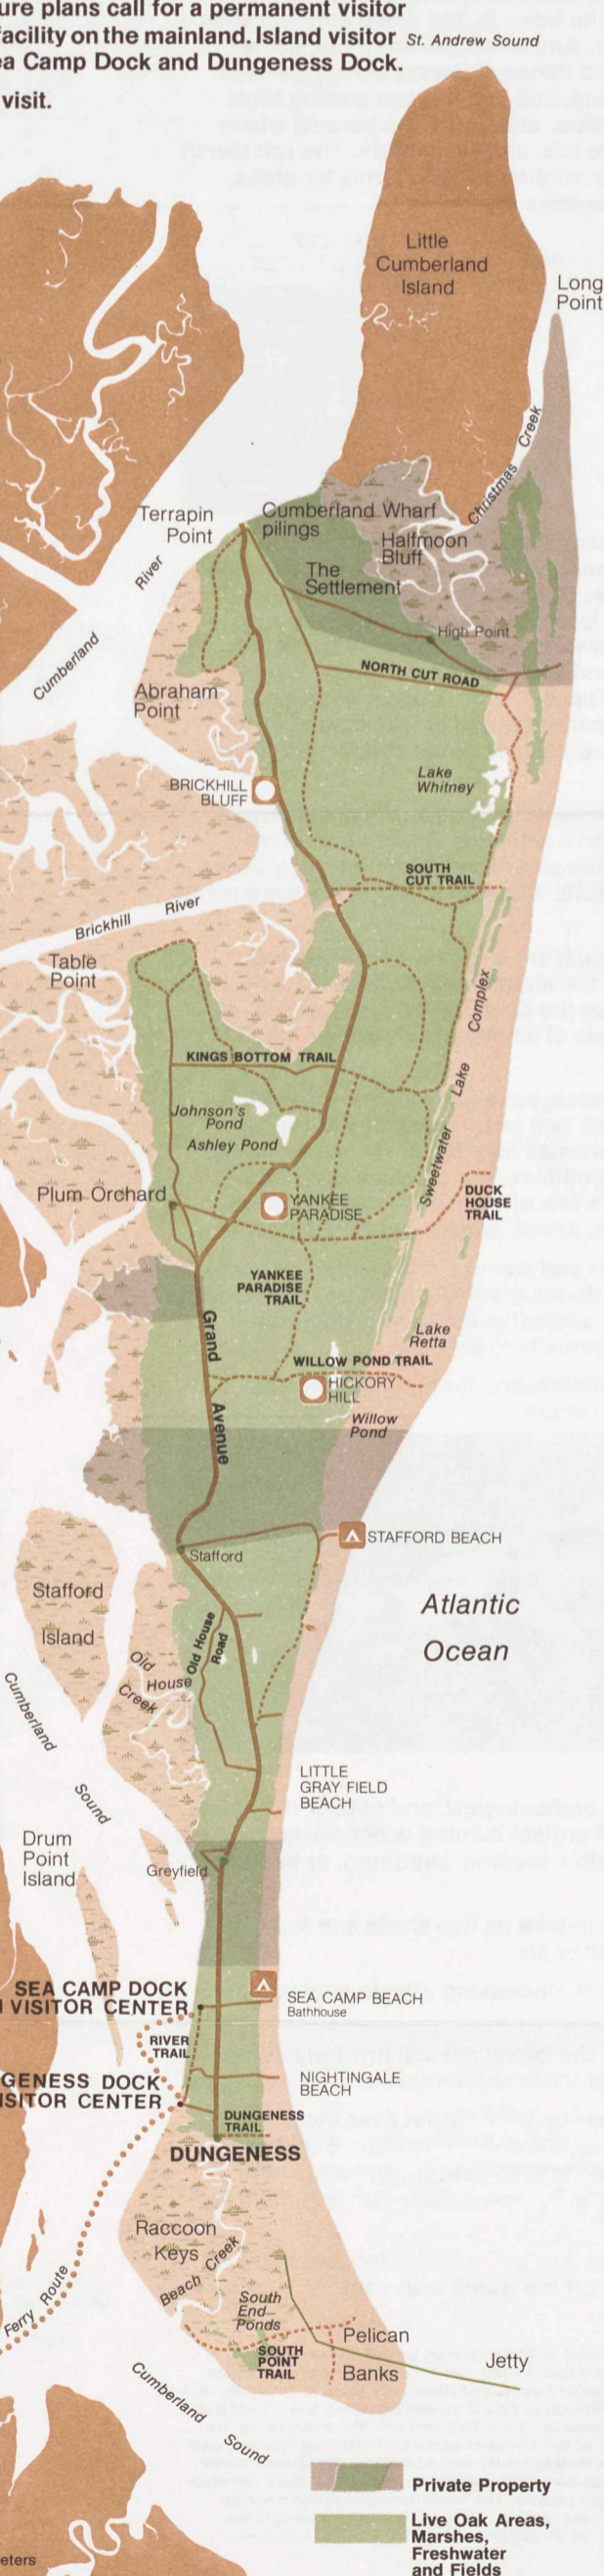 ure plans call for a permanent visitor
facility on the mainland. Island visitor
ea Camp Dock and Dungeness Dock.
visit.
St. Andrew Sound
Little
Cumberland
Island
Long
Point
Christmas Creek
Terrapin
Point
Cumberland Wharf
pilings
Halfmoon
Bluff
The
Settlement
High Point
Cumberland River
NORTH CUT ROAD
Abraham
Point
BRICKHILL
BLUFF
Lake
Whitney
SOUTH
CUT TRAIL
Brickhill River
Table
Point
Sweetwater Lake Complex
KINGS BOTTOM TRAIL
Johnson's
Pond
Ashley Pond
Plum Orchard
YANKEE
PARADISE
DUCK
HOUSE
TRAIL
YANKEE
PARADISE
TRAIL
Grand Avenue
Lake
Retta
WILLOW POND TRAIL
HICKORY
HILL
Willow
Pond
STAFFORD BEACH
Stafford
Stafford
Island
Atlantic
Ocean
Old House
Road
Old
House
Creek
Cumberland Sound
LITTLE
GRAY FIELD
BEACH
Drum
Point
Island
Greyfield
SEA CAMP DOCK
VISITOR CENTER
SEA CAMP BEACH
Bathhouse
RIVER
TRAIL
NIGHTINGALE
BEACH
GENESS DOCK
ISITOR CENTER
DUNGENESS
TRAIL
DUNGENESS
Raccoon
Keys
Beach Creek
Ferry Route
South
End
Ponds
SOUTH
POINT
TRAIL
Pelican
Banks
Jetty
Cumberland Sound
Private Property
Live Oak Areas,
Marshes,
Freshwater
and Fields
eters